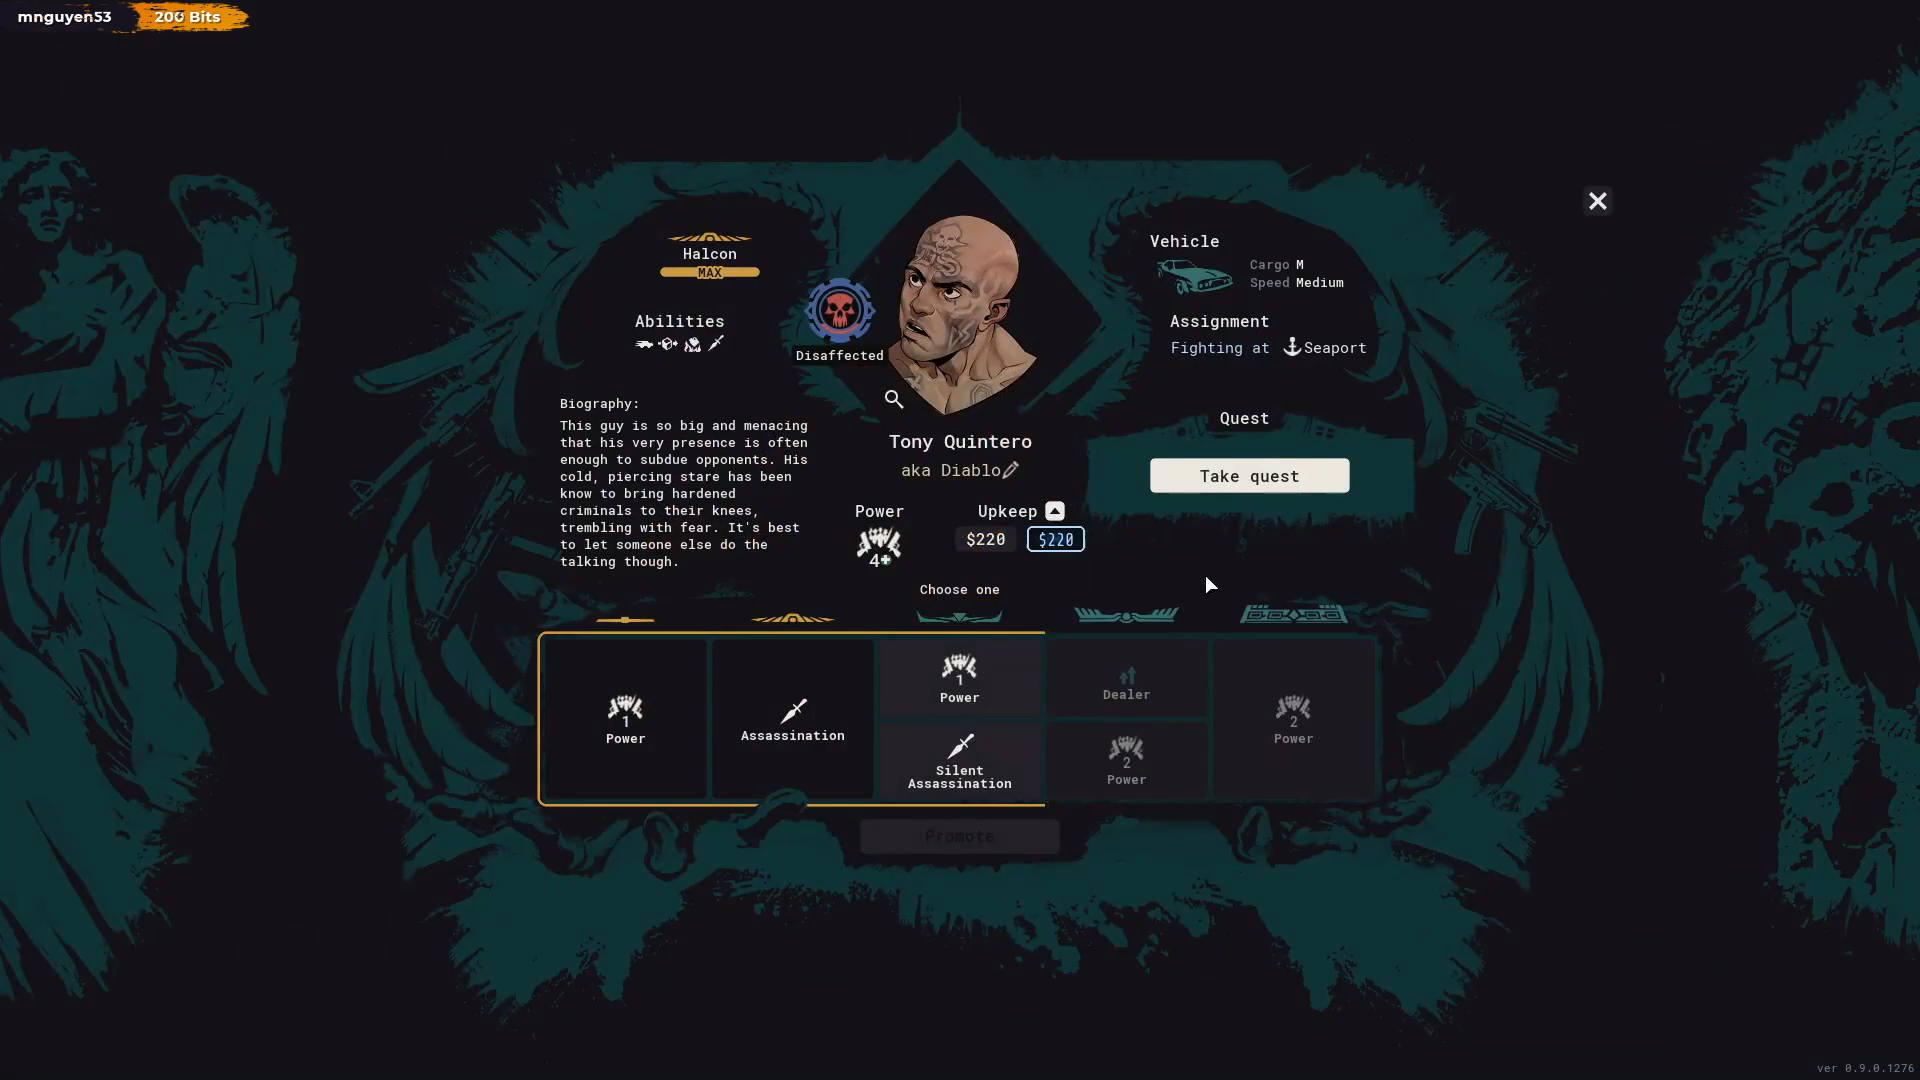 mnguyen53
200 Bits
Halcon
MAX
Abilities
Disaffected
Vehicle
Cargo M
Speed Medium
Assignment
Fighting at Seaport
Biography:
This guy is so big and menacing
that his very presence is often
enough to subdue opponents. His
cold, piercing stare has been
know to bring hardened
criminals to their knees,
trembling with fear. It's best
to let someone else do the
talking though.
Tony Quintero
aka Diablo
Power
4+
Upkeep
$220 $220
Quest
Take quest
Choose one
1
Power
Assassination
1
Power
Silent
Assassination
Dealer
2
Power
2
Power
Promote
ver 0.9.0.1276